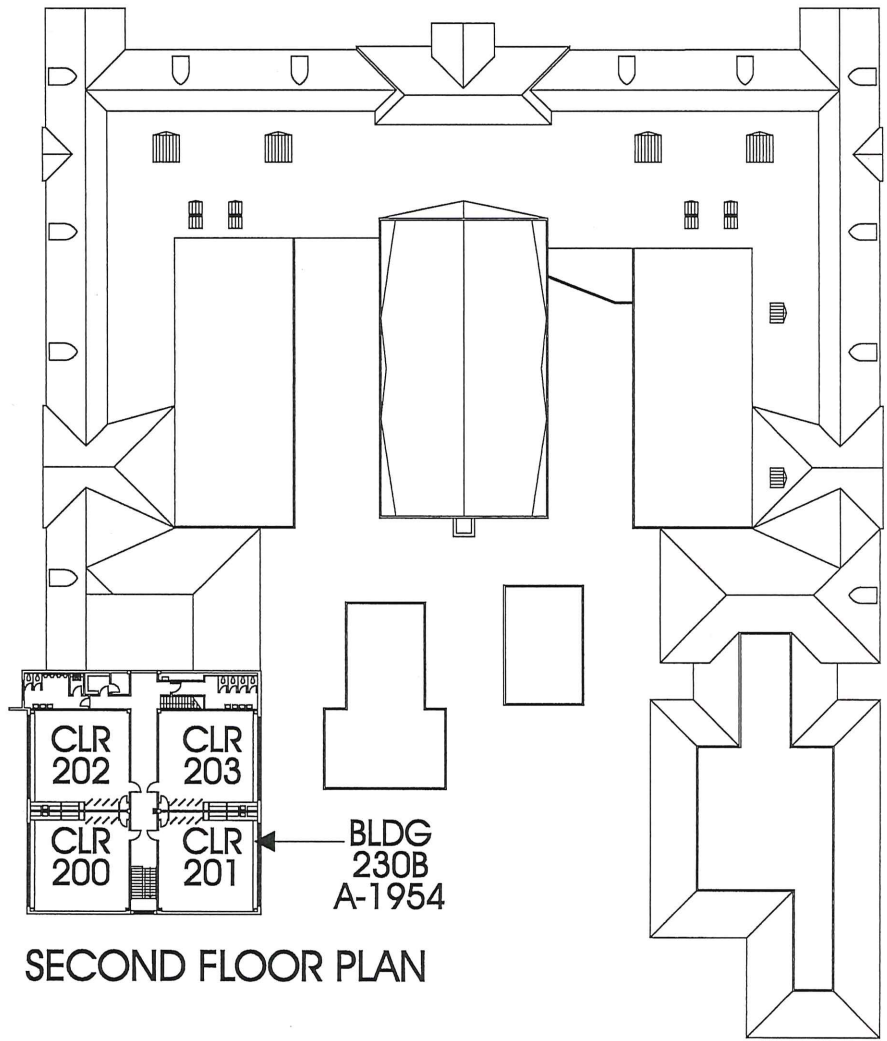 CLR
202
CLR
203
CLR
200
CLR
201
BLDG
230B
A-1954
SECOND FLOOR PLAN